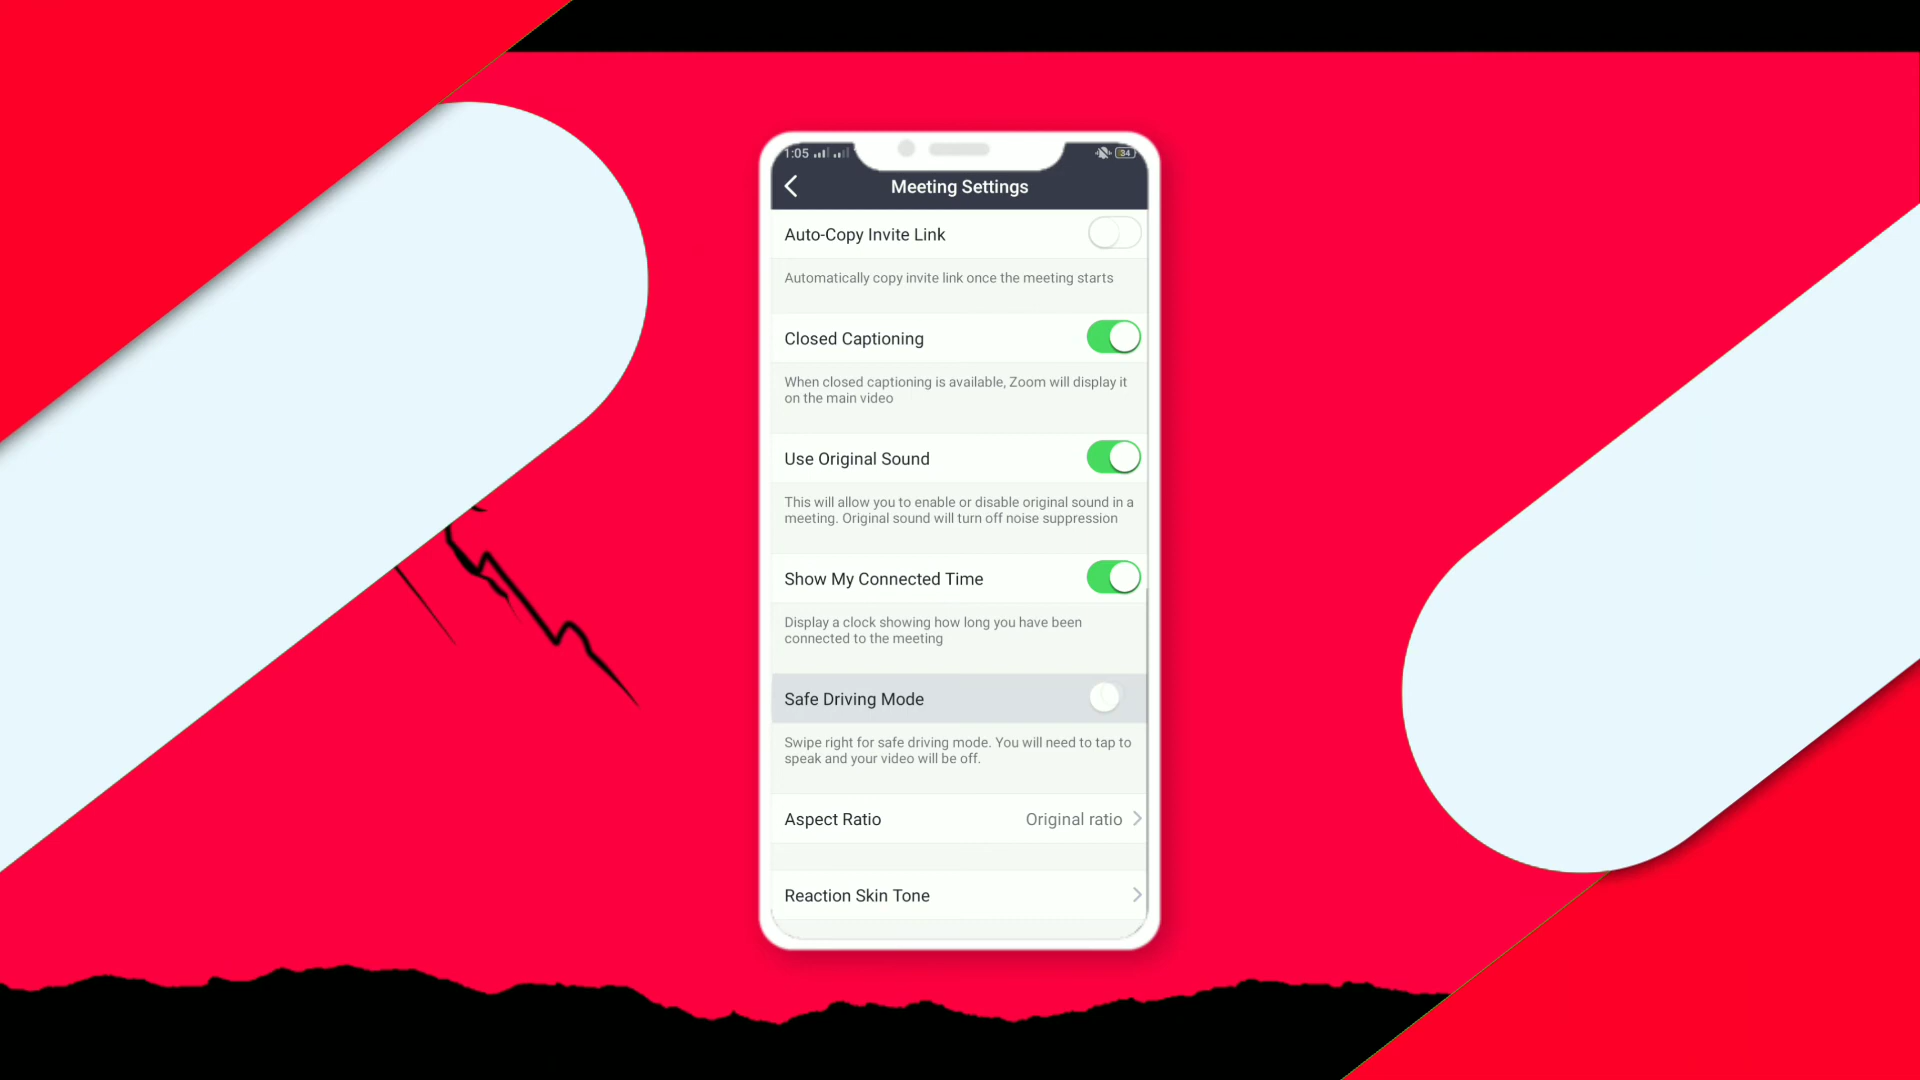 1:05
34
Meeting Settings
Auto-Copy Invite Link
Automatically copy invite link once the meeting starts
Closed Captioning
When closed captioning is available, Zoom will display it
on the main video
Use Original Sound
This will allow you to enable or disable original sound in a
meeting. Original sound will turn off noise suppression
Show My Connected Time
Display a clock showing how long you have been
connected to the meeting
Safe Driving Mode
Swipe right for safe driving mode. You will need to tap to
speak and your video will be off.
Aspect Ratio Original ratio
Reaction Skin Tone